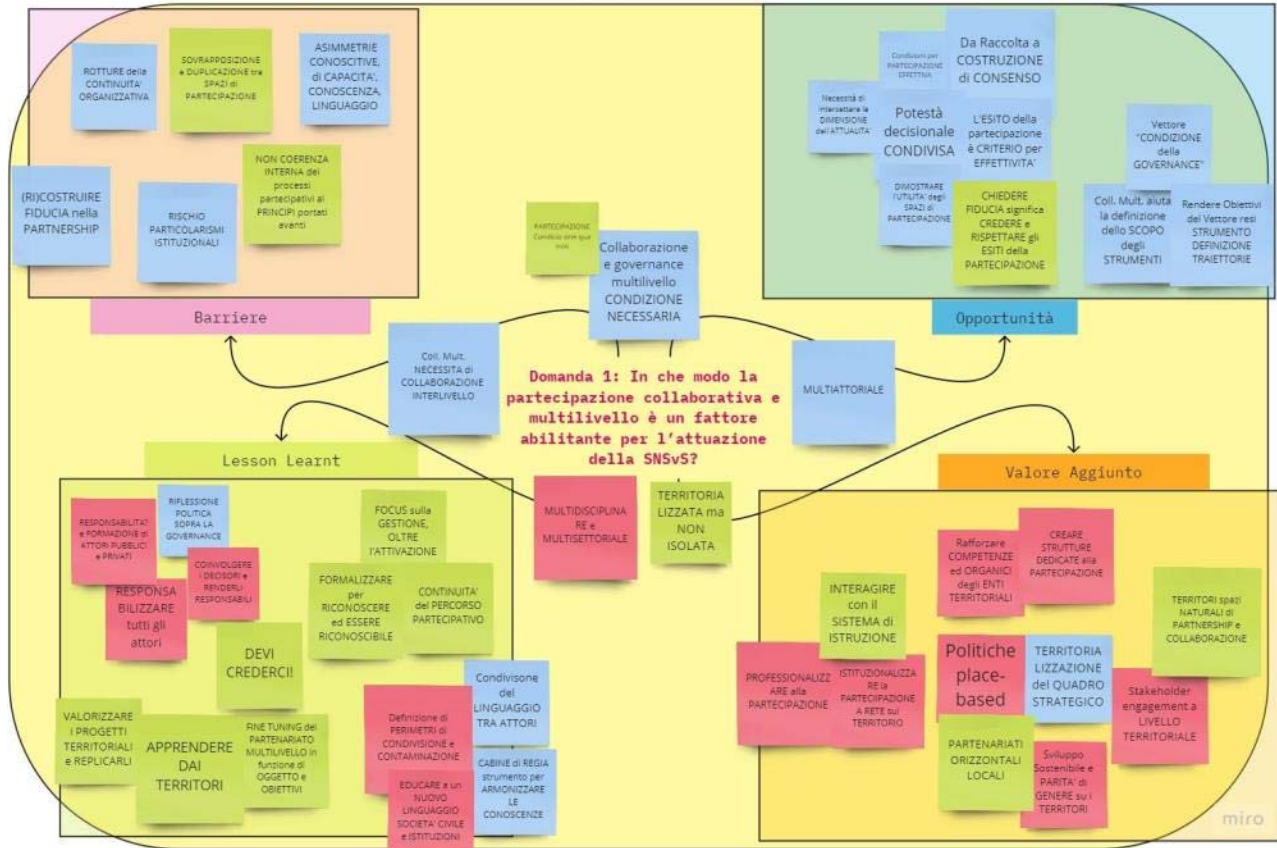 ROTTURE della
CONTINUITA'
ORGANIZZATIVA
SOVRAPPOSIZIONE
e DUPLICAZIONE tra
SPAZI di
PARTECIPAZIONE
ASIMMETRIE
CONOSCITIVE,
di CAPACITA',
CONOSCENZA,
LINGUAGGIO
(RI)COSTRUIRE
FIDUCIA nella
PARTNERSHIP
RISCHIO
PARTICOLARISMI
ISTITUZIONALI
NON COERENZA
INTERNA dei
processi
partecipativi ai
PRINCIPI portati
avanti
Barriere
Condizioni per
PARTECIPAZIONE
EFFETTIVA
Da Raccolta a
COSTRUZIONE
di CONSENSO
Necessità di
intersettare la
DIMENSIONE
dell'ATTUALITA'
Potestà
decisionale
CONDIVISA
L'ESITO della
partecipazione
è CRITERIO per
EFFETTIVITA'
Vettore
"CONDIZIONE
della
GOVERNANCE"
DIMOSTRARE
l'UTILITA' degli
SPAZI di
PARTECIPAZIONE
CHIEDERE
FIDUCIA significa
CREDERE e
RISPETTARE gli
ESITI della
PARTECIPAZIONE
Coll. Mult. aiuta
la definizione
dello SCOPO
degli
STRUMENTI
Rendere Obiettivi
del Vettore resi
STRUMENTO
DEFINIZIONE
TRAIETTORIE
Opportunità
PARTECIPAZIONE
Condicio sine qua
non
Collaborazione
e governance
multilivello
CONDIZIONE
NECESSARIA
Coll. Mult.
NECESSITA di
COLLABORAZIONE
INTERLIVELLO
MULTIATTORIALE
Domanda 1: In che modo la
partecipazione collaborativa e
multilivello è un fattore
abilitante per l'attuazione
della SNSvS?
MULTIDISCIPLINA
RE e
MULTISETTORIALE
TERRITORIA
LIZZATA ma
NON
ISOLATA
Lesson Learnt
RESPONSABILITA'
e FORMAZIONE di
ATTORI PUBBLICI
e PRIVATI
RIFLESSIONE
POLITICA
SOPRA LA
GOVERNANCE
COINVOLGERE
i DECISORI e
RENDERLI
RESPONSABILI
RESPONSA
BILIZZARE
tutti gli
attori
FOCUS sulla
GESTIONE,
OLTRE
l'ATTIVAZIONE
FORMALIZZARE
per
RICONOSCERE
ed ESSERE
RICONOSCIBILE
CONTINUITA'
del PERCORSO
PARTECIPATIVO
DEVI
CREDERCI!
VALORIZZARE
I PROGETTI
TERRITORIALI
e REPLICARLI
APPRENDERE
DAI
TERRITORI
FINE TUNING del
PARTENARIATO
MULTILIVELLO in
funzione di
OGGETTO e
OBIETTIVI
Condivisone
del
LINGUAGGIO
TRA ATTORI
Definizione di
PERIMETRI di
CONDIVISIONE e
CONTAMINAZIONE
CABINE di REGIA
strumento per
ARMONIZZARE
LE
CONOSCENZE
EDUCARE a un
NUOVO
LINGUAGGIO
SOCIETA' CIVILE
e ISTITUZIONI
Valore Aggiunto
Rafforzare
COMPETENZE
ed ORGANICI
degli ENTI
TERRITORIALI
CREARE
STRUTTURE
DEDICATE alla
PARTECIPAZIONE
INTERAGIRE
con il
SISTEMA di
ISTRUZIONE
TERRITORI spazi
NATURALI di
PARTNERSHIP e
COLLABORAZIONE
PROFESSIONALIZZ
ARE alla
PARTECIPAZIONE
ISTITUZIONALIZZA
RE la
PARTECIPAZIONE
A RETE sul
TERRITORIO
Politiche
place-
based
TERRITORIA
LIZZAZIONE
del QUADRO
STRATEGICO
Stakeholder
engagement a
LIVELLO
TERRITORIALE
PARTENARIATI
ORIZZONTALI
LOCALI
Sviluppo
Sostenibile e
PARITA' di
GENERE su i
TERRITORI
miro